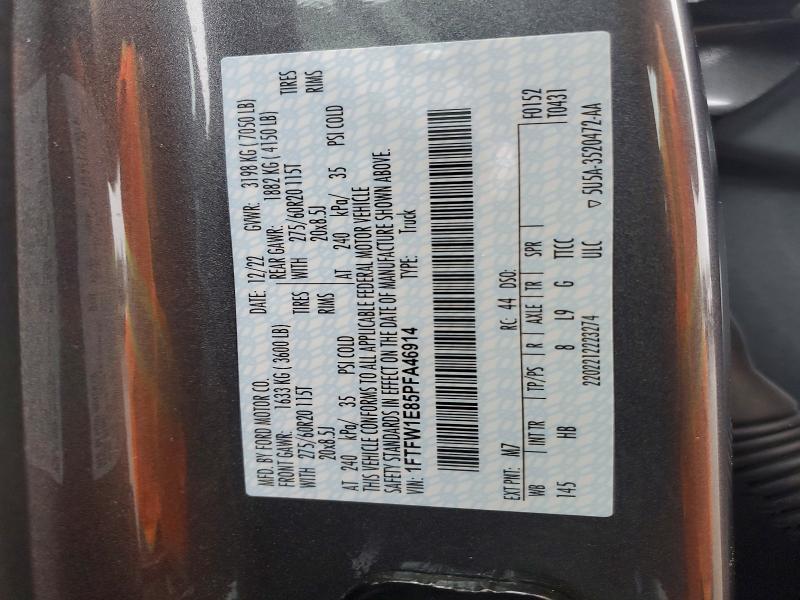 MFD. BY FORD MOTOR CO. DATE: 12/22 GVWR: 3198 KG ( 7050 LB)
FRONT GAWR: 1633 KG ( 3600 LB) REAR GAWR: 1882 KG ( 4150 LB)
WITH 275/60R20 115T TIRES WITH 275/60R20 115T TIRES
20x8.5J RIMS 20x8.5J RIMS
AT 240 kPa/ 35 PSI COLD AT 240 kPa/ 35 PSI COLD
THIS VEHICLE CONFORMS TO ALL APPLICABLE FEDERAL MOTOR VEHICLE
SAFETY STANDARDS IN EFFECT ON THE DATE OF MANUFACTURE SHOWN ABOVE.
VIN: 1FTFW1E85PFA46914 TYPE: Truck
EXT PNT: M7 RC: 44 DSO: F0152
WB INTTR TP/PS R AXLE TR SPR T0431
145 HB 8 L9 G TTCC
2202212223274 ULC ▽ 5U5A-3520472-AA